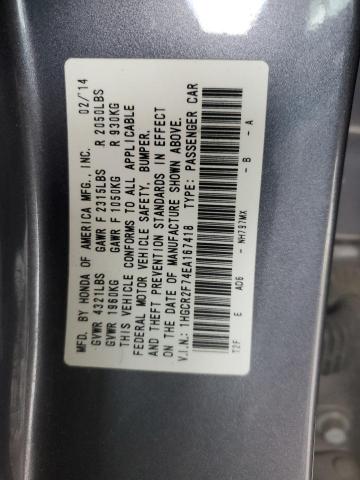 MFD. BY HONDA OF AMERICA MFG., INC. 02/'14
GVWR 4321LBS GAWR F 2315LBS R 2050LBS
GVWR 1960KG GAWR F 1050KG R 930KG
THIS VEHICLE CONFORMS TO ALL APPLICABLE
FEDERAL MOTOR VEHICLE SAFETY, BUMPER,
AND THEFT PREVENTION STANDARDS IN EFFECT
ON THE DATE OF MANUFACTURE SHOWN ABOVE.
V.I.N.: 1HGCR2F74EA167418 TYPE: PASSENGER CAR
T2F E AO6 - NH797MX - B - A